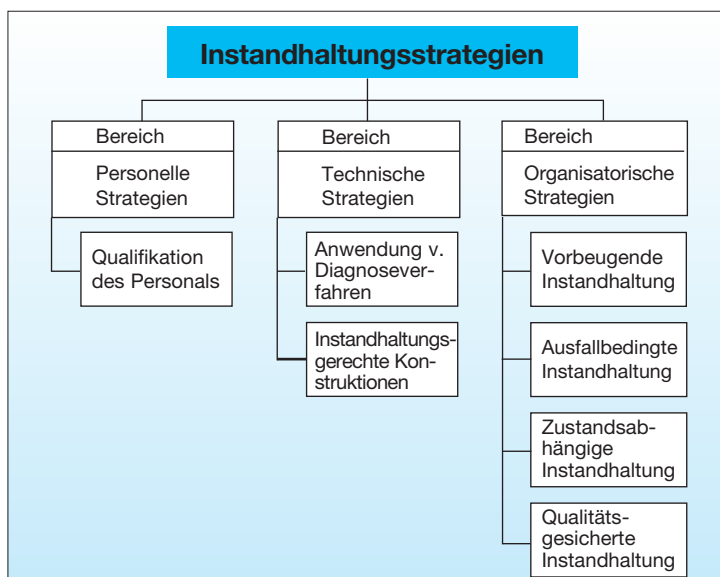 Instandhaltungsstrategien
Bereich
Personelle
Strategien
Qualifikation
des Personals
Bereich
Technische
Strategien
Anwendung v.
Diagnosever-
fahren
Instandhaltungs-
gerechte Kon-
struktionen
Bereich
Organisatorische
Strategien
Vorbeugende
Instandhaltung
Ausfallbedingte
Instandhaltung
Zustandsab-
hängige
Instandhaltung
Qualitäts-
gesicherte
Instandhaltung